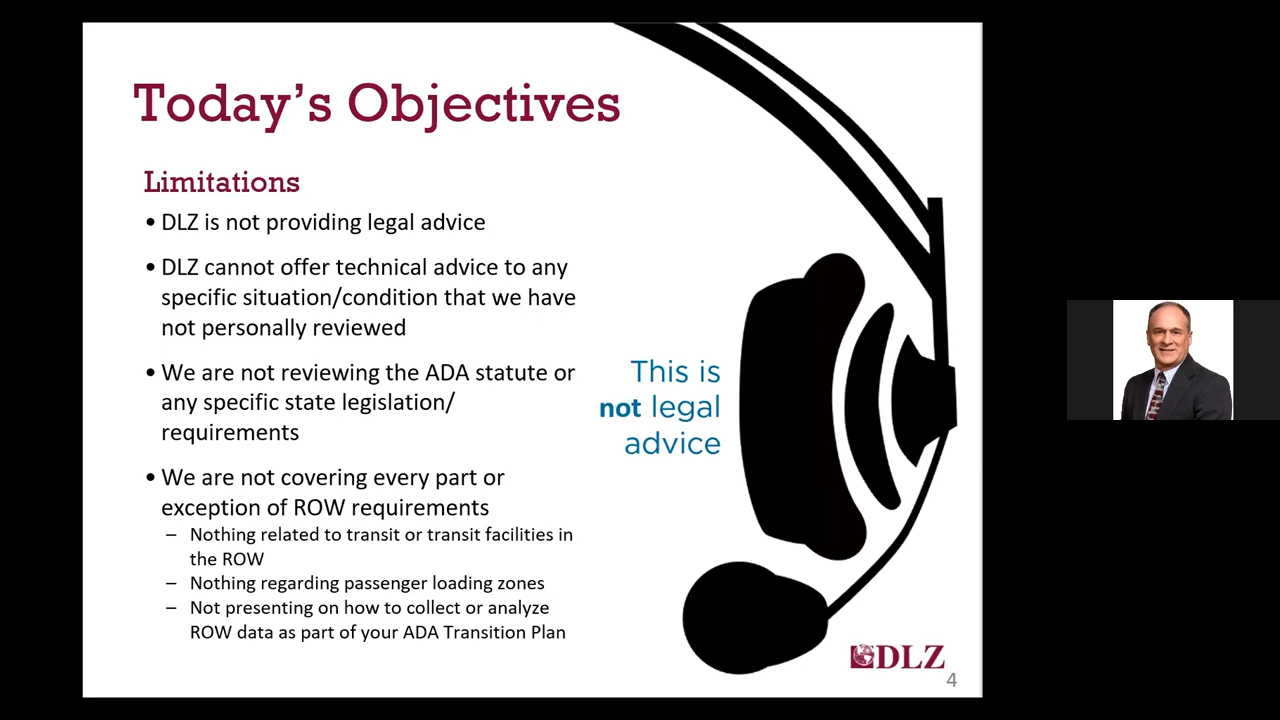 Today's Objectives
Limitations
• DLZ is not providing legal advice
• DLZ cannot offer technical advice to any
specific situation/condition that we have
not personally reviewed
• We are not reviewing the ADA statute or
any specific state legislation/
requirements
• We are not covering every part or
exception of ROW requirements
– Nothing related to transit or transit facilities in
the ROW
– Nothing regarding passenger loading zones
– Not presenting on how to collect or analyze
ROW data as part of your ADA Transition Plan
This is
not legal
advice
DLZ
4